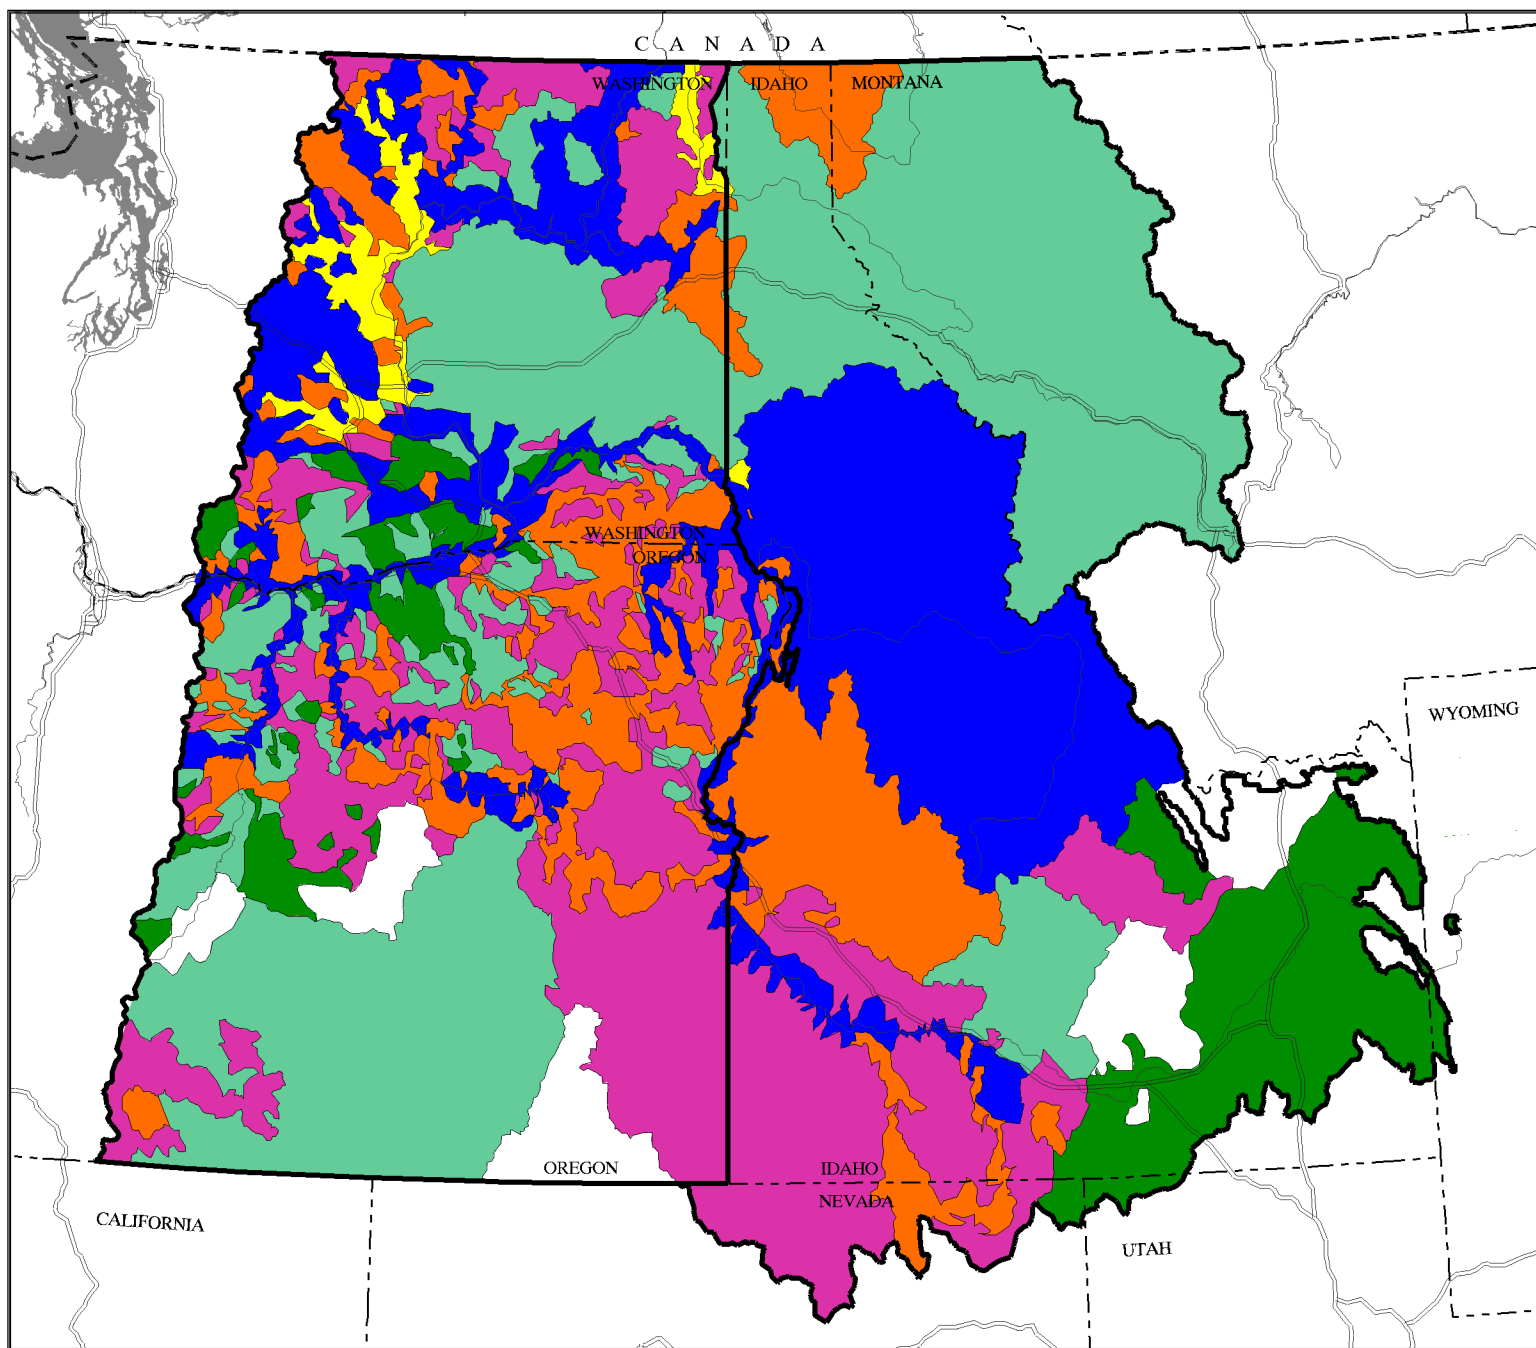 C A N A D A
WASHINGTON
IDAHO
MONTANA
WASHINGTON
OREGON
WYOMING
OREGON
IDAHO
NEVADA
CALIFORNIA
UTAH